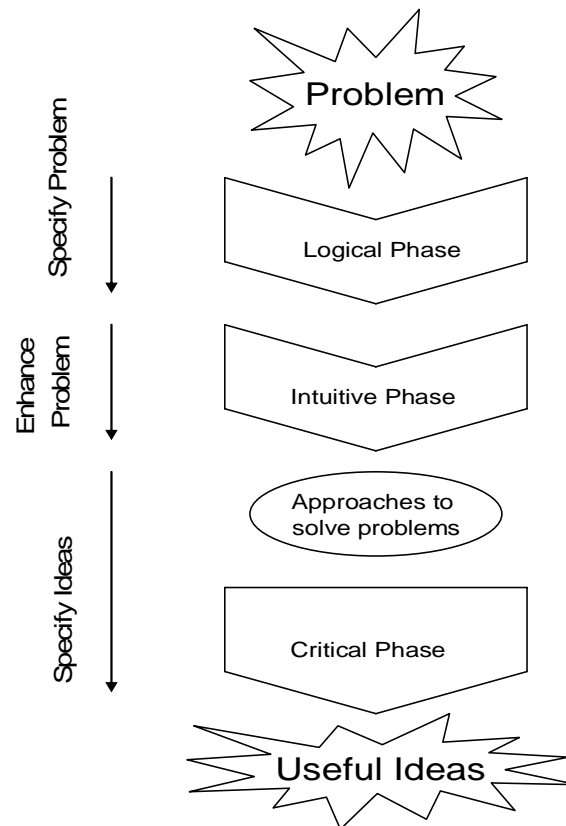 Problem
Specify Problem
Logical Phase
Enhance
Problem
Intuitive Phase
Approaches to
solve problems
Specify Ideas
Critical Phase
Useful Ideas